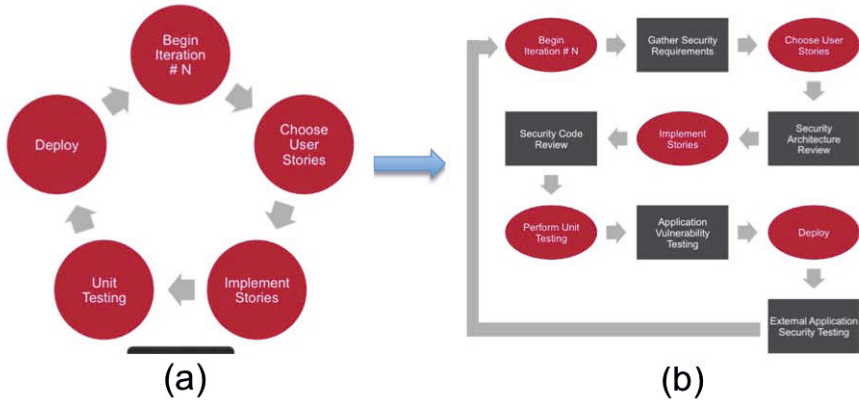 Begin
Iteration
# N
Choose
User
Stories
Implement
Stories
Unit
Testing
Deploy
(a)
Begin
Iteration # N
Gather Security
Requirements
Choose User
Stories
Security
Architecture
Review
Implement
Stories
Security Code
Review
Perform Unit
Testing
Application
Vulnerability
Testing
Deploy
External Application
Security Testing
(b)